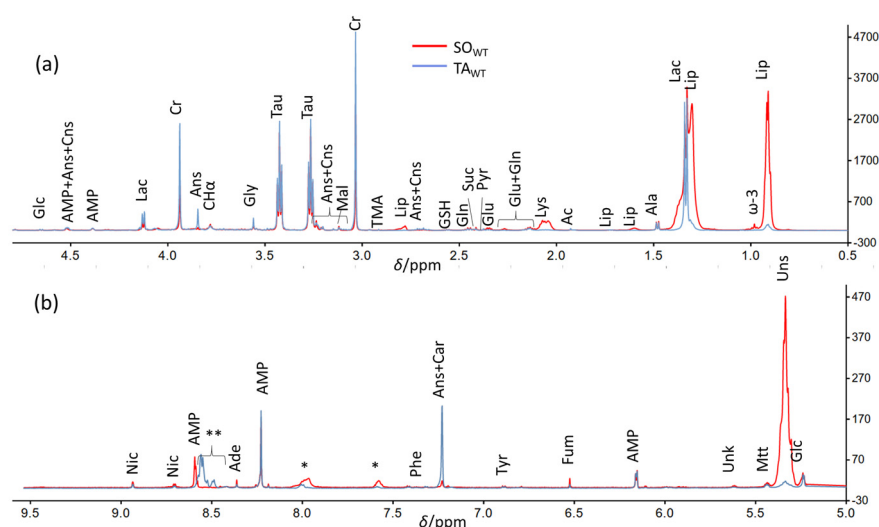 (a)
SO_WT
TA_WT
Glc
AMP+Ans+Cns
AMP
Lac
Cr
Ans
CHα
Gly
Tau
Tau
Ans+Cns
Mal
Cr
TMA
Lip
Ans+Cns
GSH
Gln
Suc
Pyr
Glu
Glu+Gln
Lys
Ac
Lip
Lip
Ala
Lac
Lip
ω-3
Lip
4700
3700
2700
1700
700
-300
4.5 4.0 3.5 3.0 2.5 2.0 1.5 1.0 0.5
δ/ppm
(b)
Nic
Nic
AMP
**
Ade
AMP
*
*
Phe
Ans+Car
Tyr
Fum
AMP
Unk
Mtt
Uns
Glc
470
370
270
170
70
-30
9.5 9.0 8.5 8.0 7.5 7.0 6.5 6.0 5.5 5.0
δ/ppm